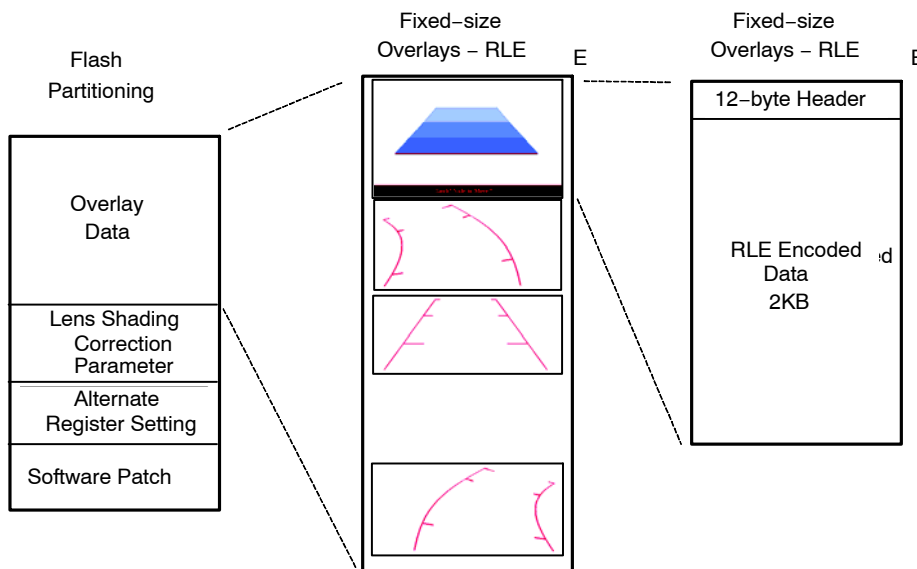 Flash
Partitioning
Overlay
Data
Lens Shading
Correction
Parameter
Alternate
Register Setting
Software Patch
Fixed−size
Overlays − RLE
E
Fixed−size
Overlays − RLE
E
12−byte Header
RLE Encoded
ed
Data
2KB